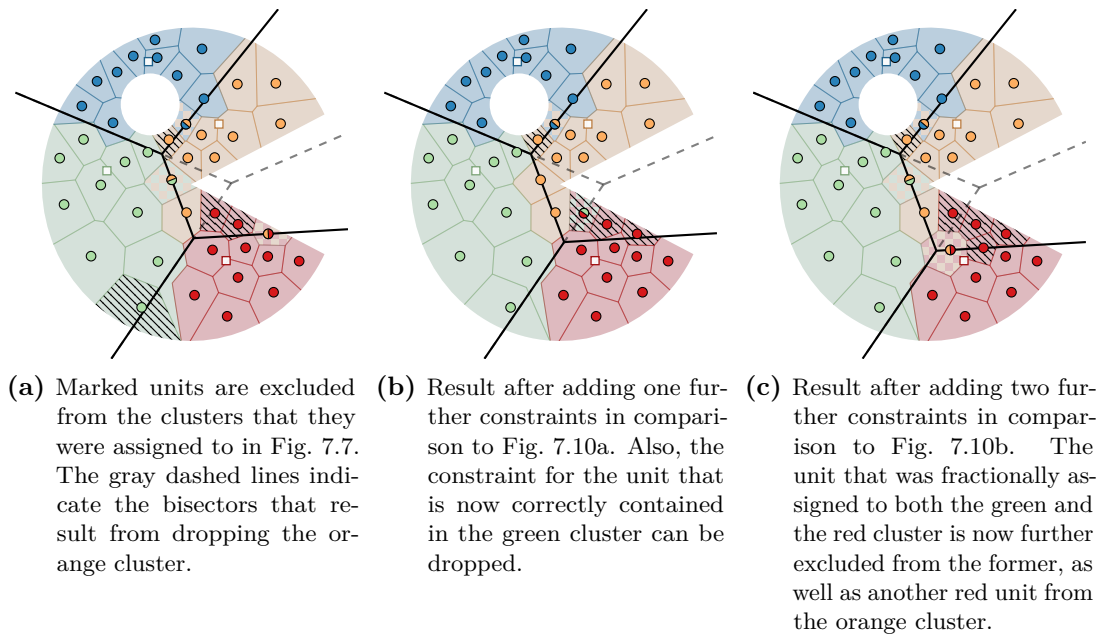 (a) Marked units are excluded
from the clusters that they
were assigned to in Fig. 7.7.
The gray dashed lines indi-
cate the bisectors that re-
sult from dropping the or-
ange cluster.
(b) Result after adding one fur-
ther constraints in compari-
son to Fig. 7.10a. Also, the
constraint for the unit that
is now correctly contained
in the green cluster can be
dropped.
(c) Result after adding two fur-
ther constraints in compar-
ison to Fig. 7.10b. The
unit that was fractionally as-
signed to both the green and
the red cluster is now further
excluded from the former, as
well as another red unit from
the orange cluster.